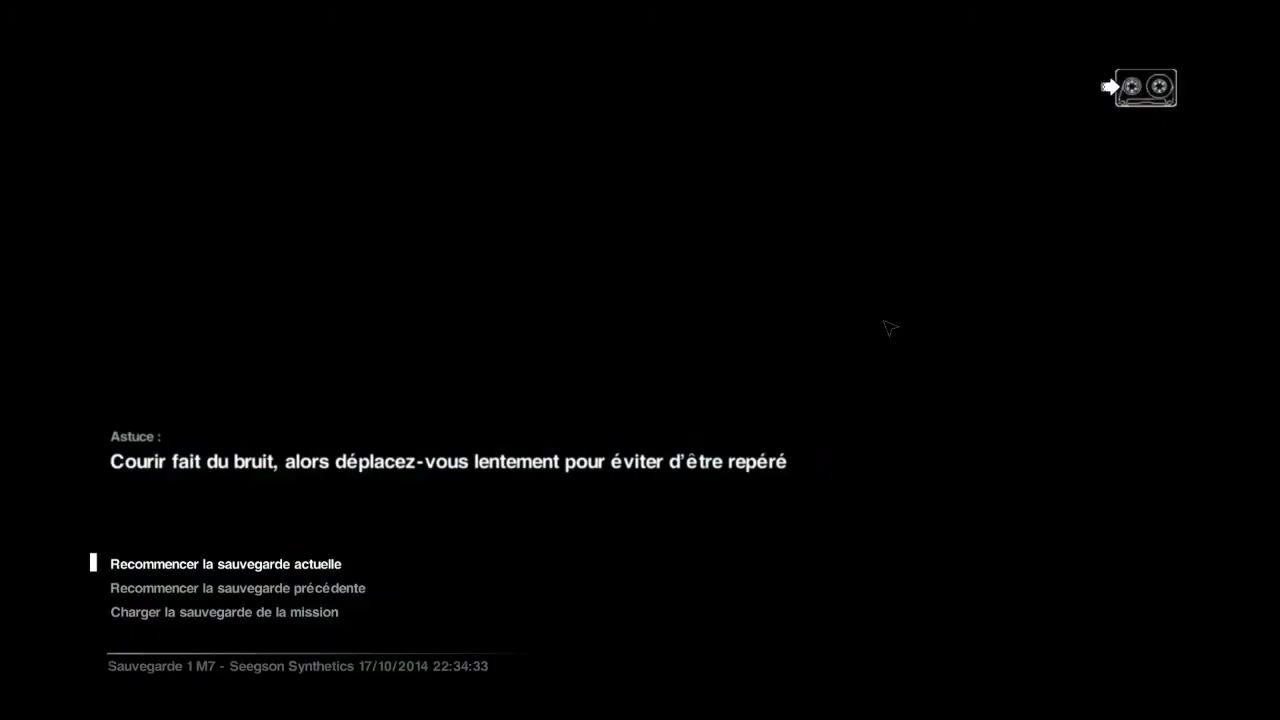 Astuce :
Courir fait du bruit, alors déplacez-vous lentement pour éviter d'être repéré
Recommencer la sauvegarde actuelle
Recommencer la sauvegarde précédente
Charger la sauvegarde de la mission
Sauvegarde 1 M7 - Seegson Synthetics 17/10/2014 22:34:33